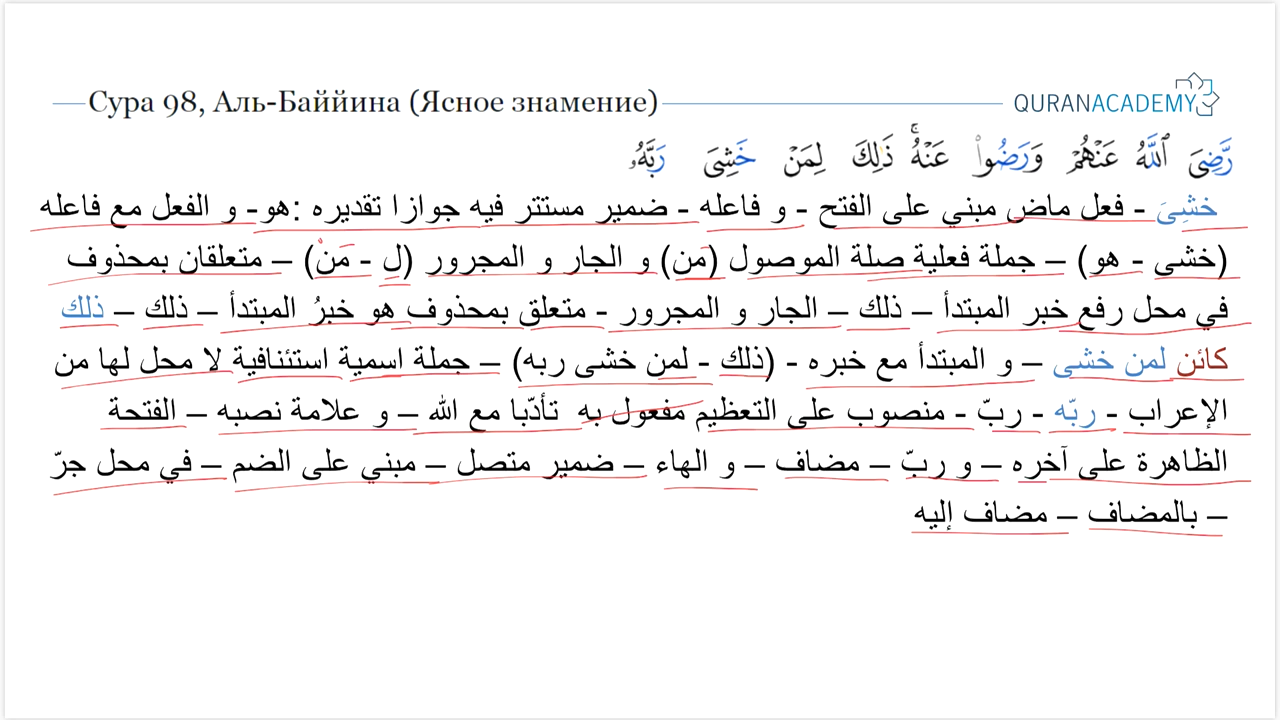 Сура 98, Аль-Баййина (Ясное знамение)
QURANACADEMY
رَّضِىَ ٱللَّهُ عَنْهُمْ وَرَضُوا۟ عَنْهُ ۚ ذَٰلِكَ لِمَنْ خَشِىَ رَبَّهُۥ
خشِيَ - فعل ماض مبني على الفتح - و فاعله - ضمير مستتر فيه جوازا تقديره :هو- و الفعل مع فاعله
(خشى - هو) – جملة فعلية صلة الموصول (مَن) و الجار و المجرور (ل - مَنْ) – متعلقان بمحذوف
في محل رفع خبر المبتدأ – ذلك – الجار و المجرور - متعلق بمحذوف هو خبرُ المبتدأ – ذلك – ذلك
كائن لمن خشى – و المبتدأ مع خبره - (ذلك - لمن خشى ربه) – جملة اسمية استئنافية لا محل لها من
الإعراب - ربّه - ربّ - منصوب على التعظيم مفعول به تأدّبا مع الله – و علامة نصبه – الفتحة
الظاهرة على آخره – و ربّ – مضاف – و الهاء – ضمير متصل – مبني على الضم – في محل جرّ
– بالمضاف – مضاف إليه